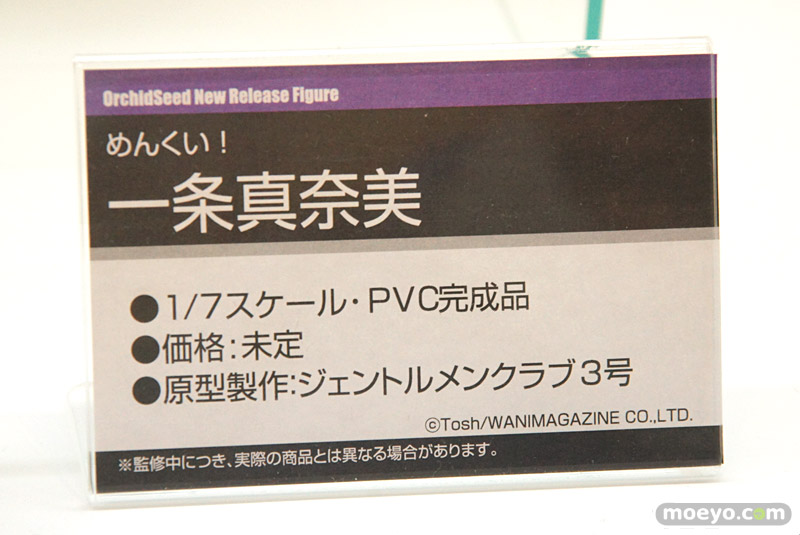 OrchidSeed New Release Figure
めんくい!
一条真奈美
●1/7スケール・PVC完成品
●価格:未定
●原型製作:ジェントルメンクラブ3号
©Tosh/WANIMAGAZINE CO.,LTD.
※監修中につき、実際の商品とは異なる場合があります。
moeyo.com